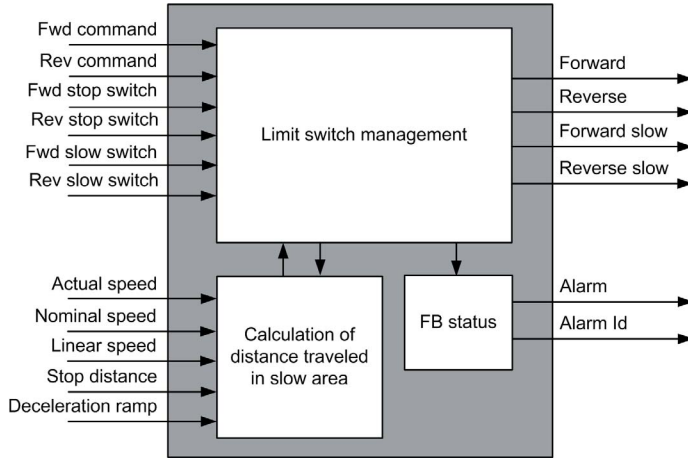 Fwd command
Rev command
Fwd stop switch
Rev stop switch
Fwd slow switch
Rev slow switch
Limit switch management
Forward
Reverse
Forward slow
Reverse slow
Actual speed
Nominal speed
Linear speed
Stop distance
Deceleration ramp
Calculation of
distance traveled
in slow area
FB status
Alarm
Alarm Id